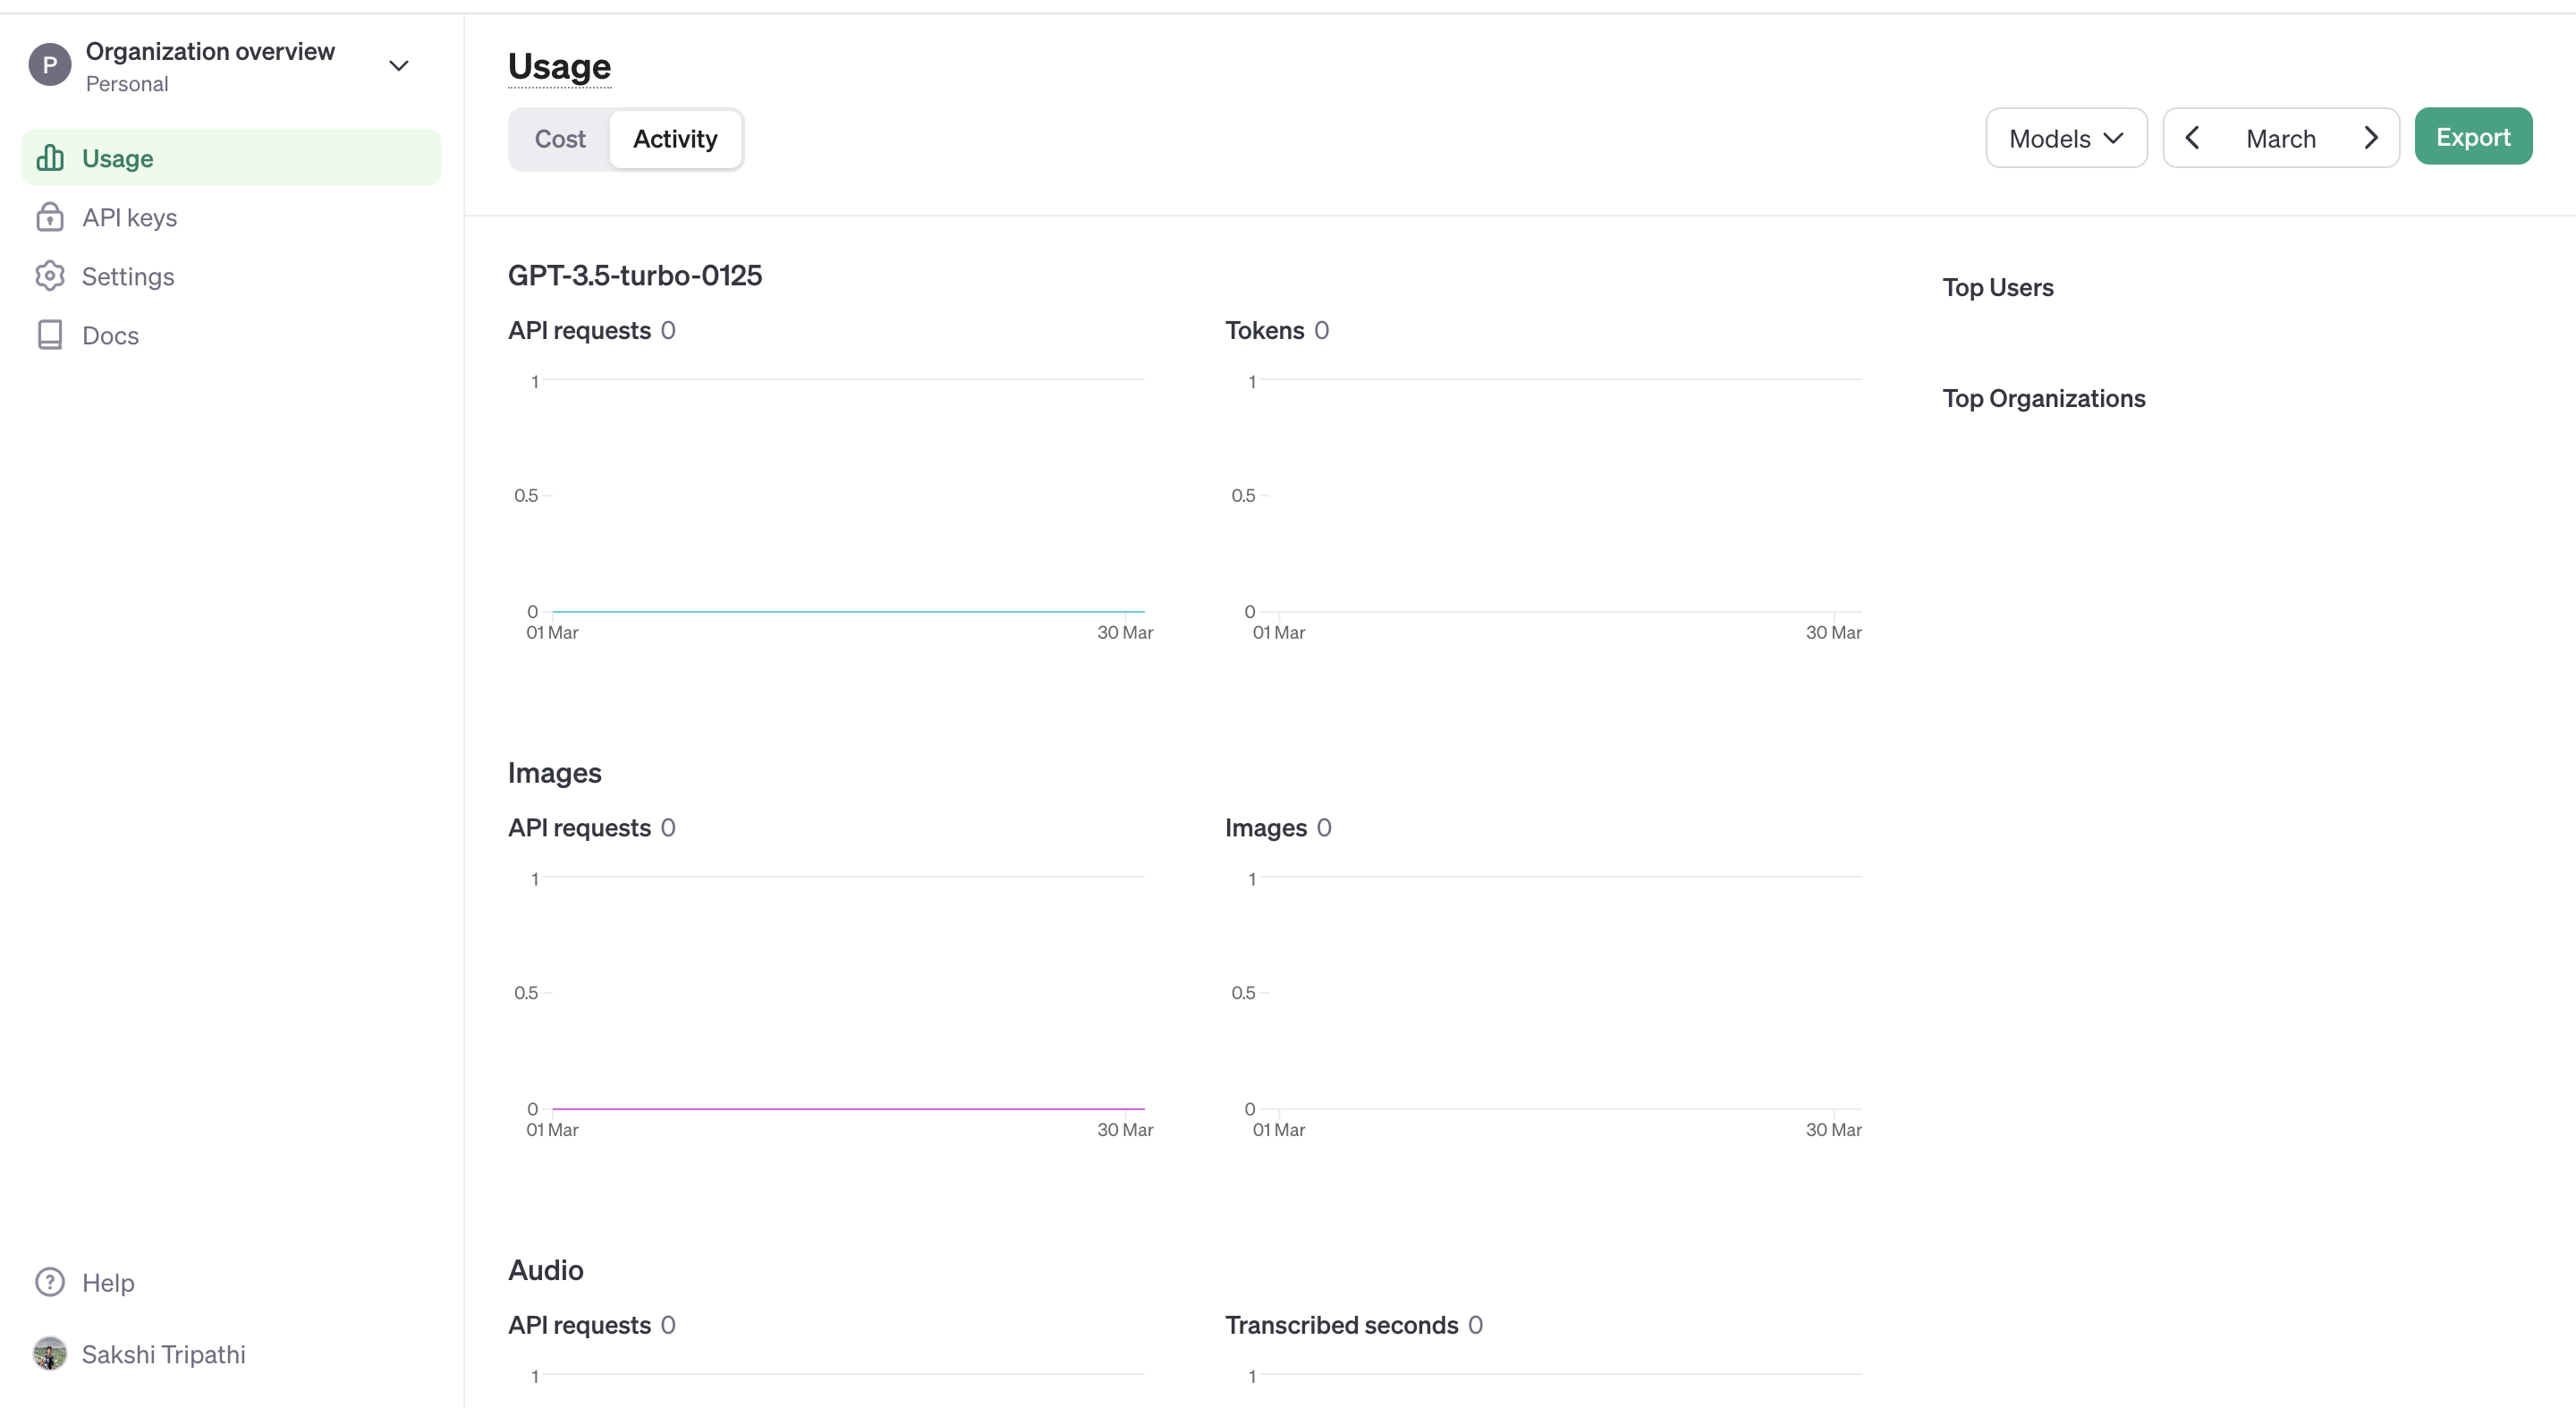 P
Organization overview
Personal
Usage
API keys
Settings
Docs
Help
Sakshi Tripathi
Usage
Cost
Activity
Models
March
Export
GPT-3.5-turbo-0125
API requests 0
1
0.5
0
01 Mar
30 Mar
Tokens 0
1
0.5
0
01 Mar
30 Mar
Top Users
Top Organizations
Images
API requests 0
1
0.5
0
01 Mar
30 Mar
Images 0
1
0.5
0
01 Mar
30 Mar
Audio
API requests 0
1
Transcribed seconds 0
1